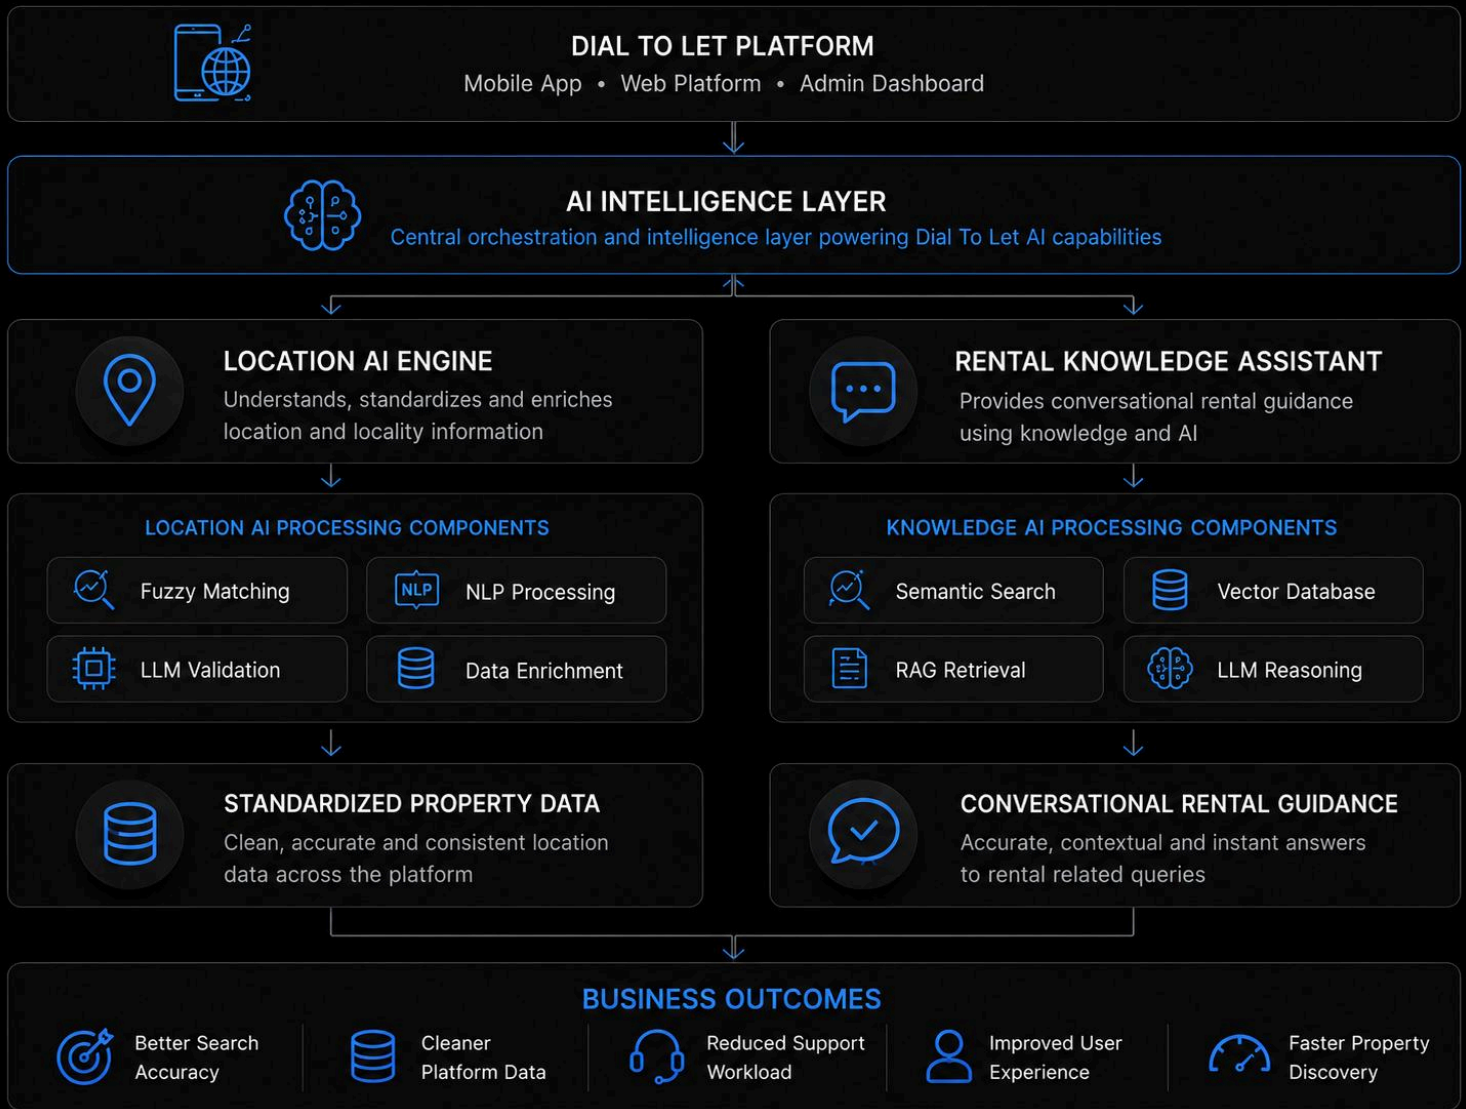 DIAL TO LET PLATFORM
Mobile App • Web Platform • Admin Dashboard
AI INTELLIGENCE LAYER
Central orchestration and intelligence layer powering Dial To Let AI capabilities
LOCATION AI ENGINE
Understands, standardizes and enriches
location and locality information
RENTAL KNOWLEDGE ASSISTANT
Provides conversational rental guidance
using knowledge and AI
LOCATION AI PROCESSING COMPONENTS
Fuzzy Matching
NLP
NLP Processing
LLM Validation
Data Enrichment
KNOWLEDGE AI PROCESSING COMPONENTS
Semantic Search
Vector Database
RAG Retrieval
LLM Reasoning
STANDARDIZED PROPERTY DATA
Clean, accurate and consistent location
data across the platform
CONVERSATIONAL RENTAL GUIDANCE
Accurate, contextual and instant answers
to rental related queries
BUSINESS OUTCOMES
Better Search
Accuracy
Cleaner
Platform Data
Reduced Support
Workload
Improved User
Experience
Faster Property
Discovery